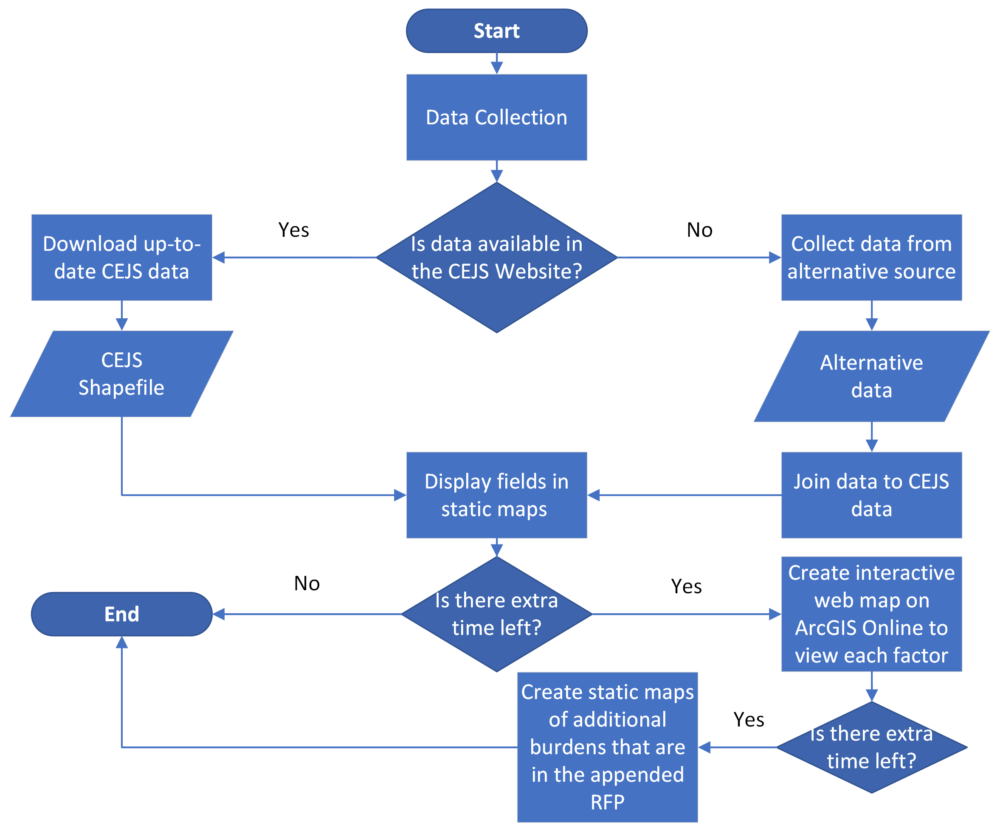 Start
Data Collection
Yes
No
Download up-to-
date CEJS data
Is data available in
the CEJS Website?
Collect data from
alternative source
CEJS
Shapefile
Alternative
data
Display fields in
static maps
Join data to CEJS
data
No
Yes
End
Is there extra
time left?
Create interactive
web map on
ArcGIS Online to
view each factor
Create static maps
of additional
burdens that are
in the appended
RFP
Yes
Is there extra
time left?